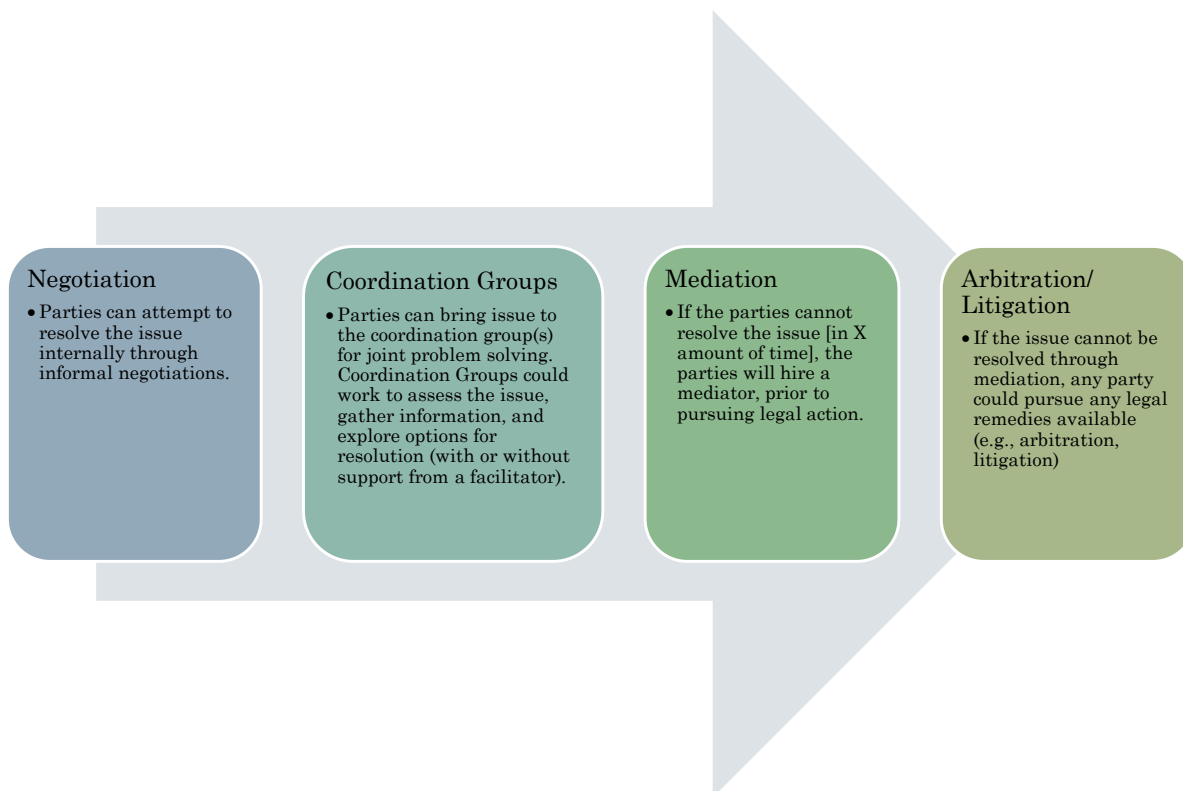 Negotiation
• Parties can attempt to
resolve the issue
internally through
informal negotiations.
Coordination Groups
• Parties can bring issue to
the coordination group(s)
for joint problem solving.
Coordination Groups could
work to assess the issue,
gather information, and
explore options for
resolution (with or without
support from a facilitator).
Mediation
• If the parties cannot
resolve the issue [in X
amount of time], the
parties will hire a
mediator, prior to
pursuing legal action.
Arbitration/
Litigation
• If the issue cannot be
resolved through
mediation, any party
could pursue any legal
remedies available
(e.g., arbitration,
litigation)